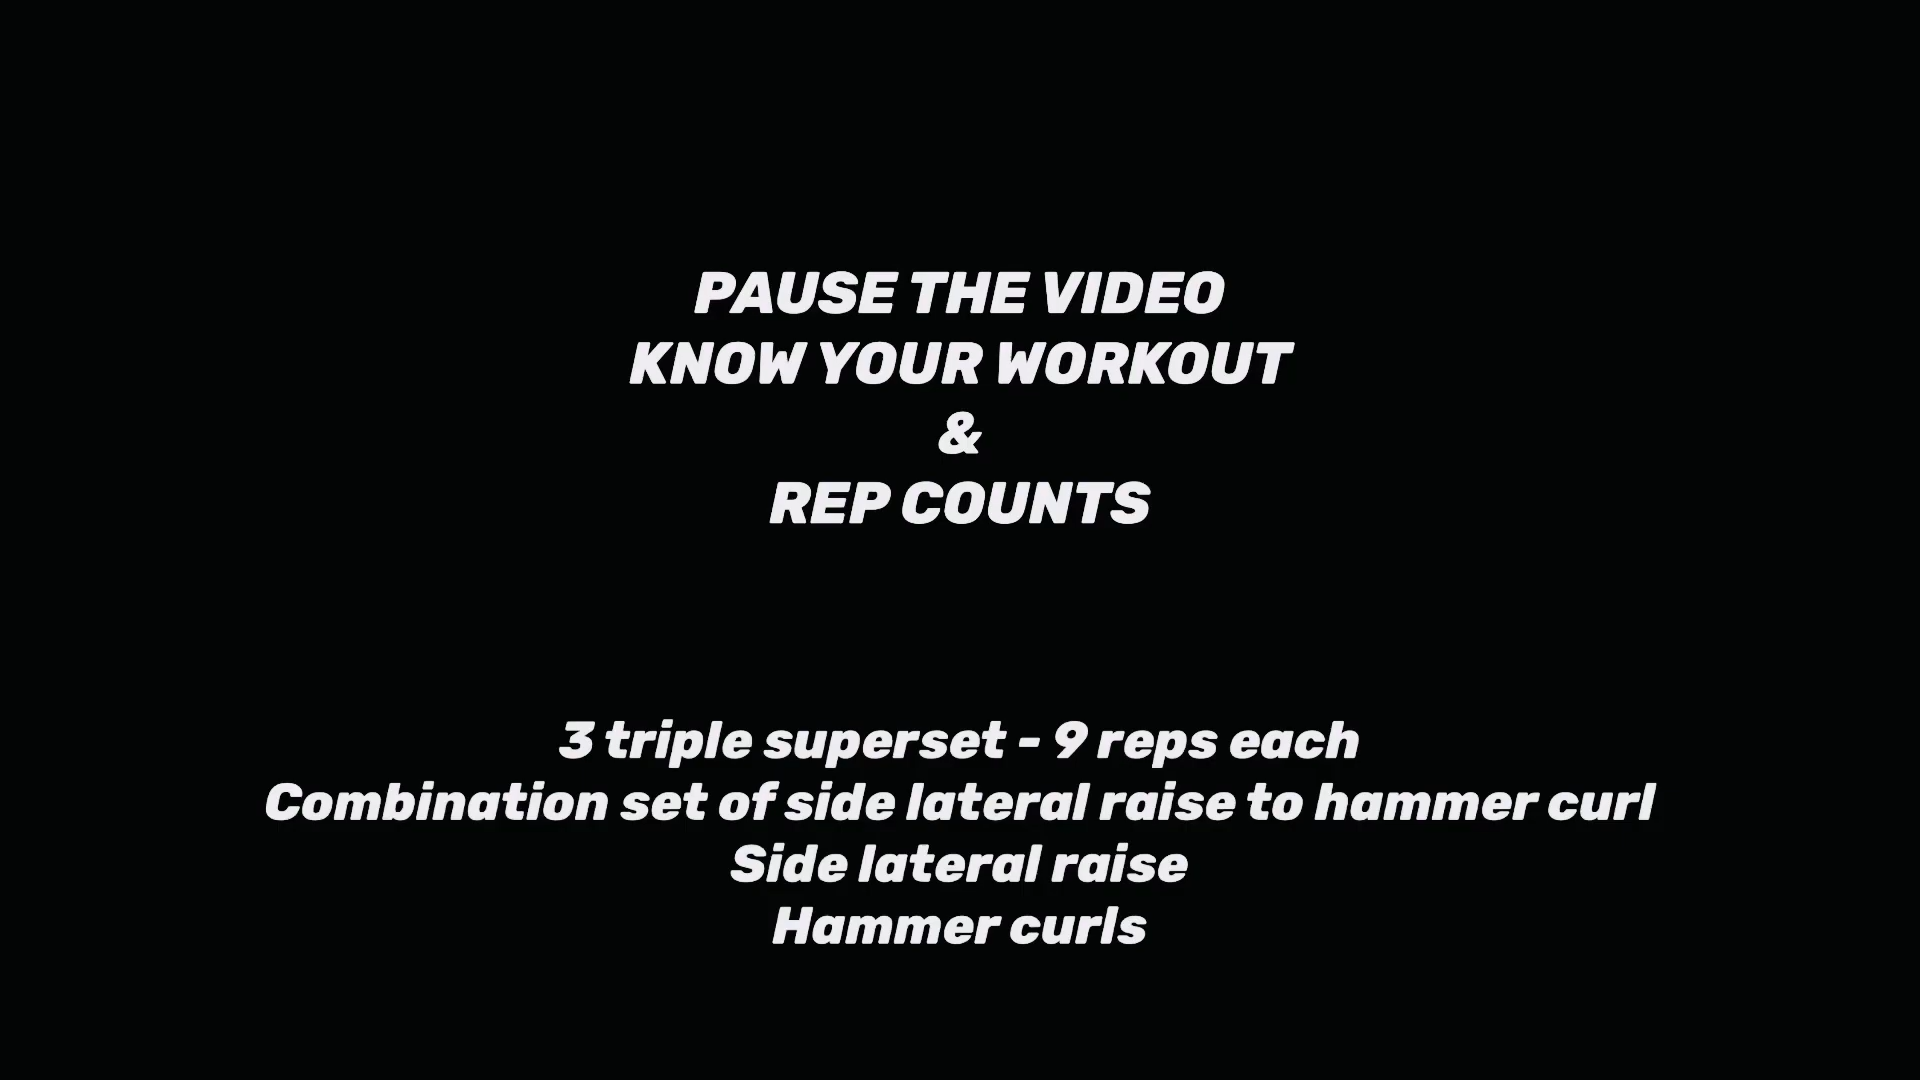 PAUSE THE VIDEO
KNOW YOUR WORKOUT
&
REP COUNTS
3 triple superset - 9 reps each
Combination set of side lateral raise to hammer curl
Side lateral raise
Hammer curls